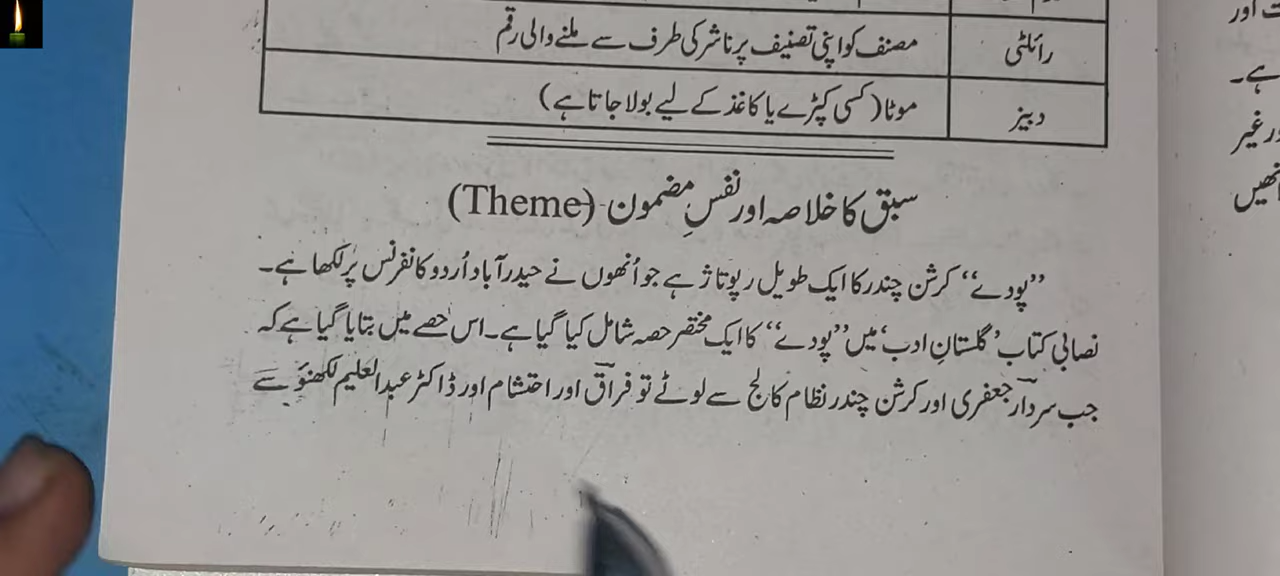 رائلٹی مصنف کو اپنی تصنیف پر ناشر کی طرف سے ملنے والی رقم
دبیز موٹا (کسی کپڑے یا کاغذ کے لیے بولا جاتا ہے)
سبق کا خلاصہ اور نفسِ مضمون (Theme)
”پودے“ کرشن چندر کا ایک طویل رپوتاژ ہے جو اُنھوں نے حیدرآباد اُردو کانفرنس پر لکھا ہے۔
نصابی کتاب ’گلستانِ ادب‘ میں ”پودے“ کا ایک مختصر حصہ شامل کیا گیا ہے۔ اس حصے میں بتایا گیا ہے کہ
جب سردار جعفری اور کرشن چندر نظام کالج سے لوٹے تو فراق اور احتشام اور ڈاکٹر عبدالعلیم لکھنؤ سے
ت اور
ہے۔